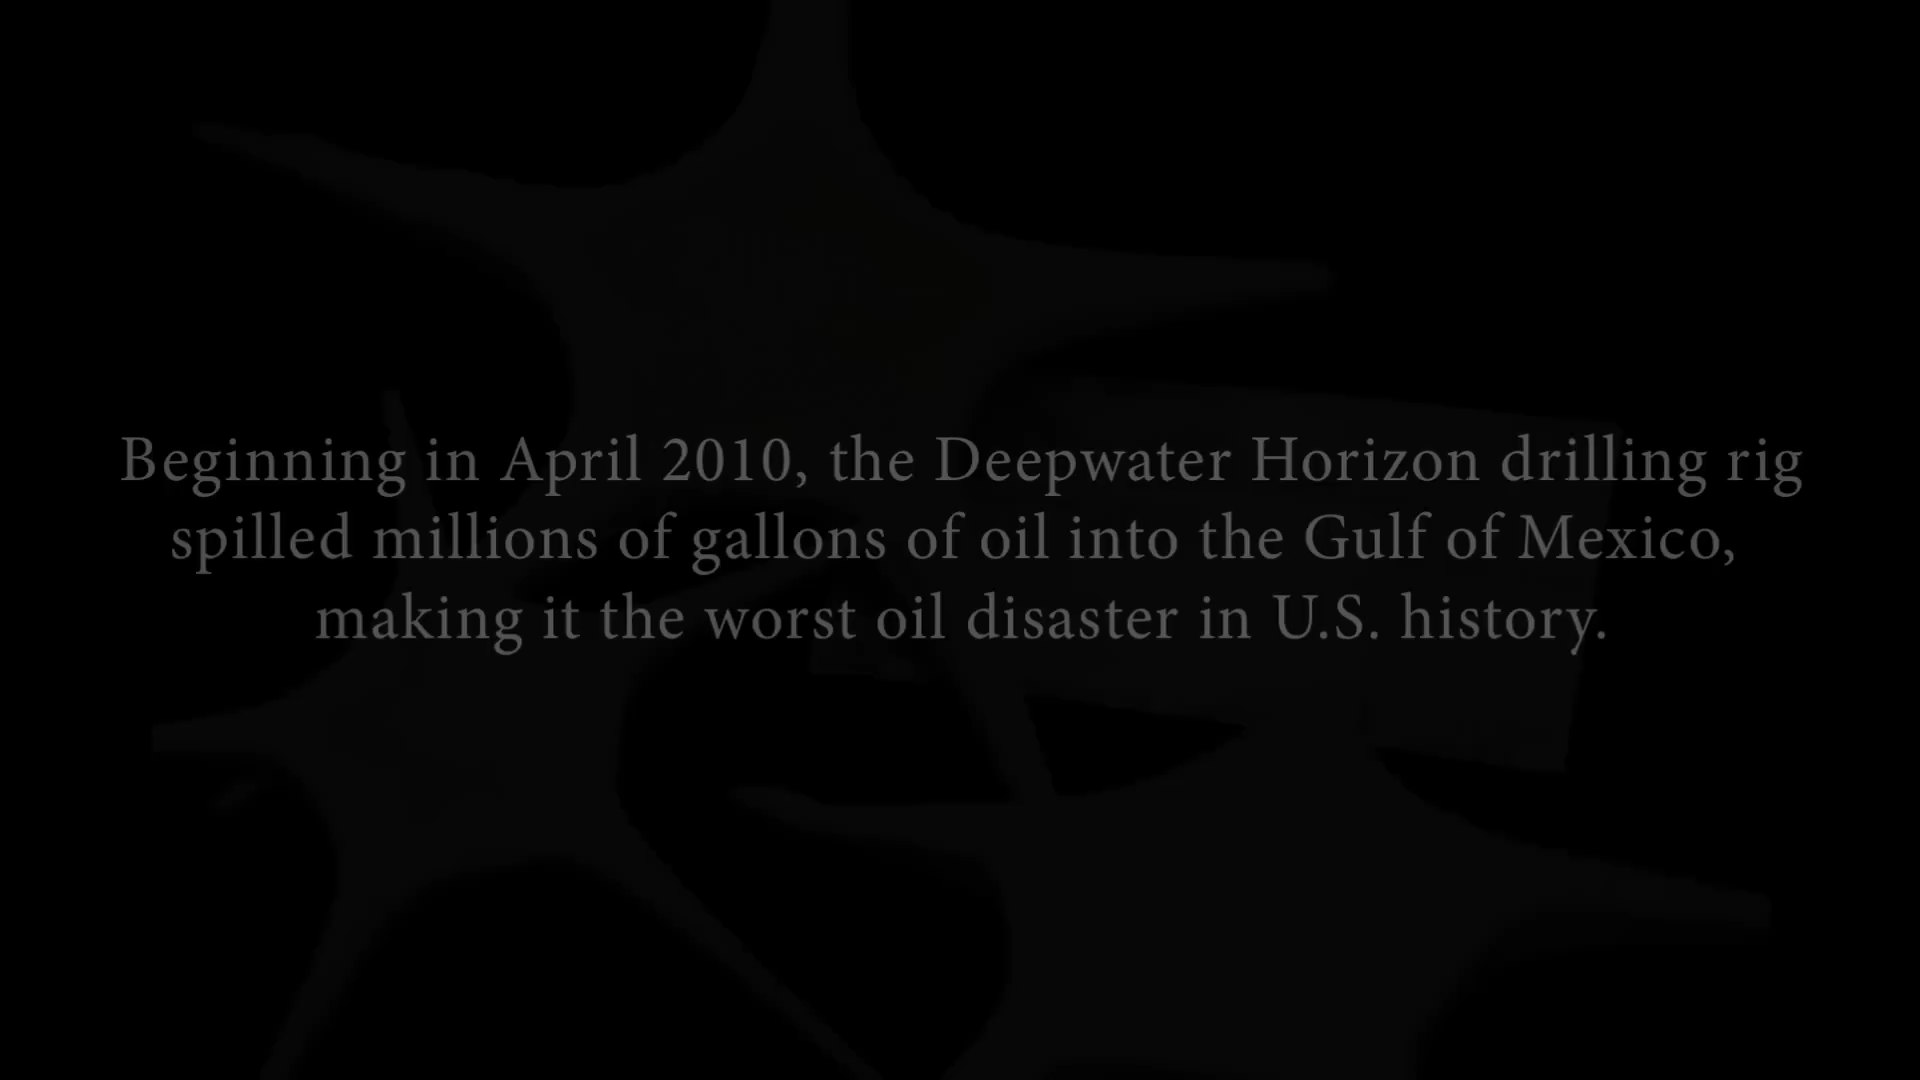 Beginning in April 2010, the Deepwater Horizon drilling rig
spilled millions of gallons of oil into the Gulf of Mexico,
making it the worst oil disaster in U.S. history.